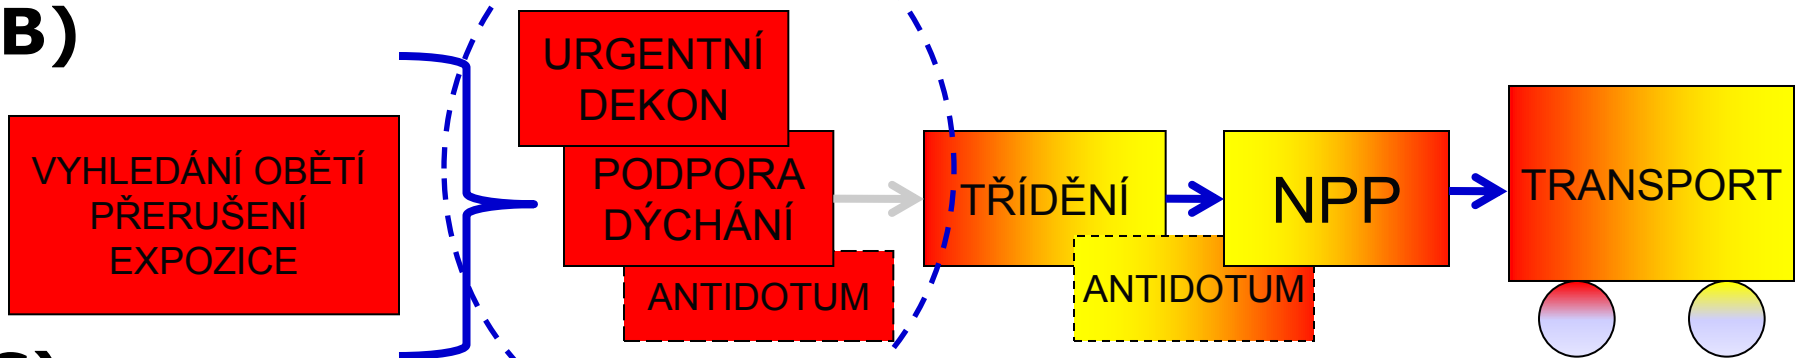 B)
VYHLEDÁNÍ OBĚTÍ
PŘERUŠENÍ
EXPOZICE
URGENTNÍ
DEKON
PODPORA
DÝCHÁNÍ
ANTIDOTUM
TŘÍDĚNÍ
ANTIDOTUM
NPP
TRANSPORT